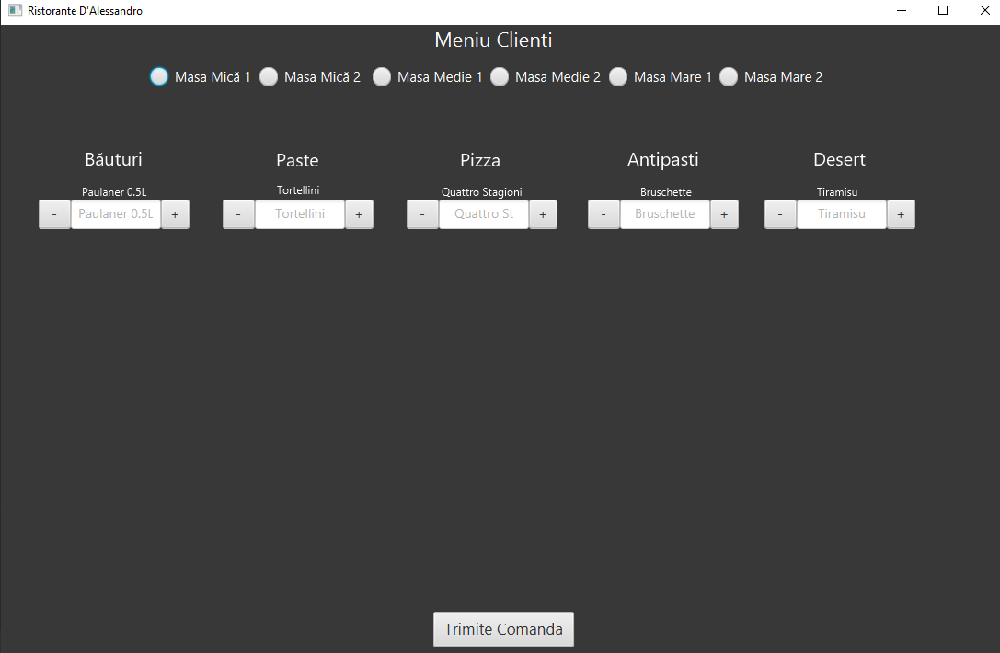 Ristorante D'Alessandro
Meniu Clienti
Masa Mică 1 Masa Mică 2 Masa Medie 1 Masa Medie 2 Masa Mare 1 Masa Mare 2
Băuturi Paste Pizza Antipasti Desert
Paulaner 0.5L Tortellini Quattro Stagioni Bruschette Tiramisu
- Paulaner 0.5L + - Tortellini + - Quattro St + - Bruschette + - Tiramisu +
Trimite Comanda